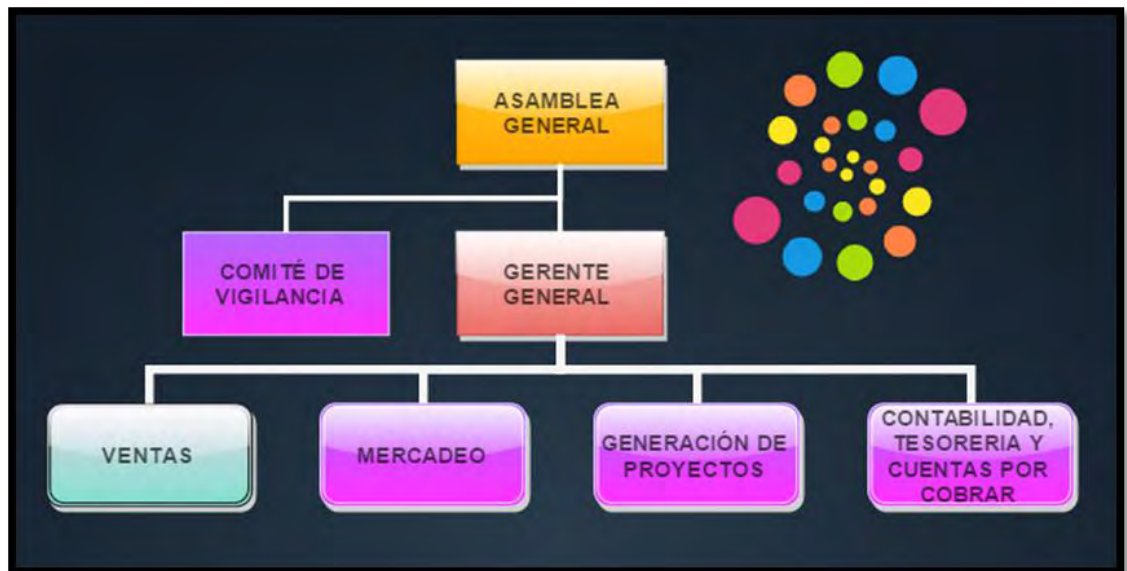 ASAMBLEA
GENERAL
COMITÉ DE
VIGILANCIA
GERENTE
GENERAL
VENTAS
MERCADEO
GENERACIÓN DE
PROYECTOS
CONTABILIDAD,
TESORERIA Y
CUENTAS POR
COBRAR